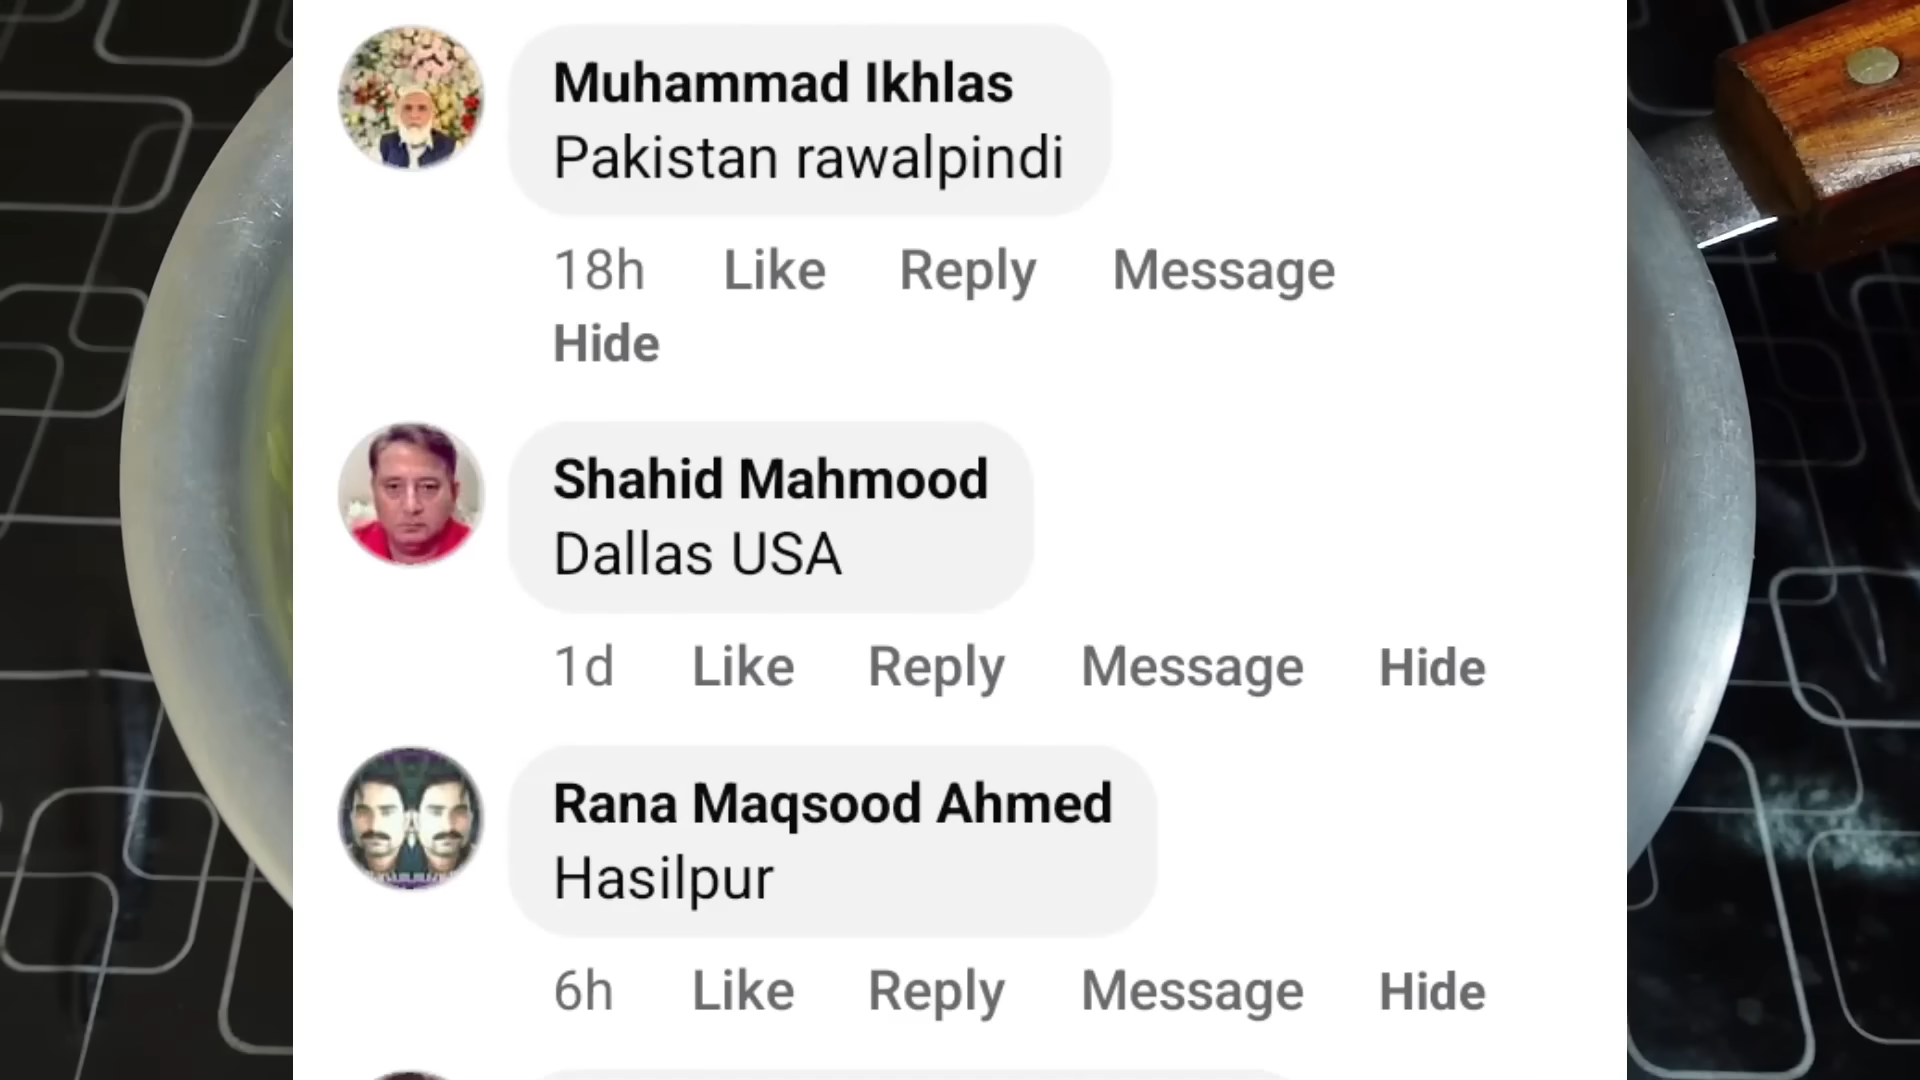 Muhammad Ikhlas
Pakistan rawalpindi
18h Like Reply Message
Hide
Shahid Mahmood
Dallas USA
1d Like Reply Message Hide
Rana Maqsood Ahmed
Hasilpur
6h Like Reply Message Hide